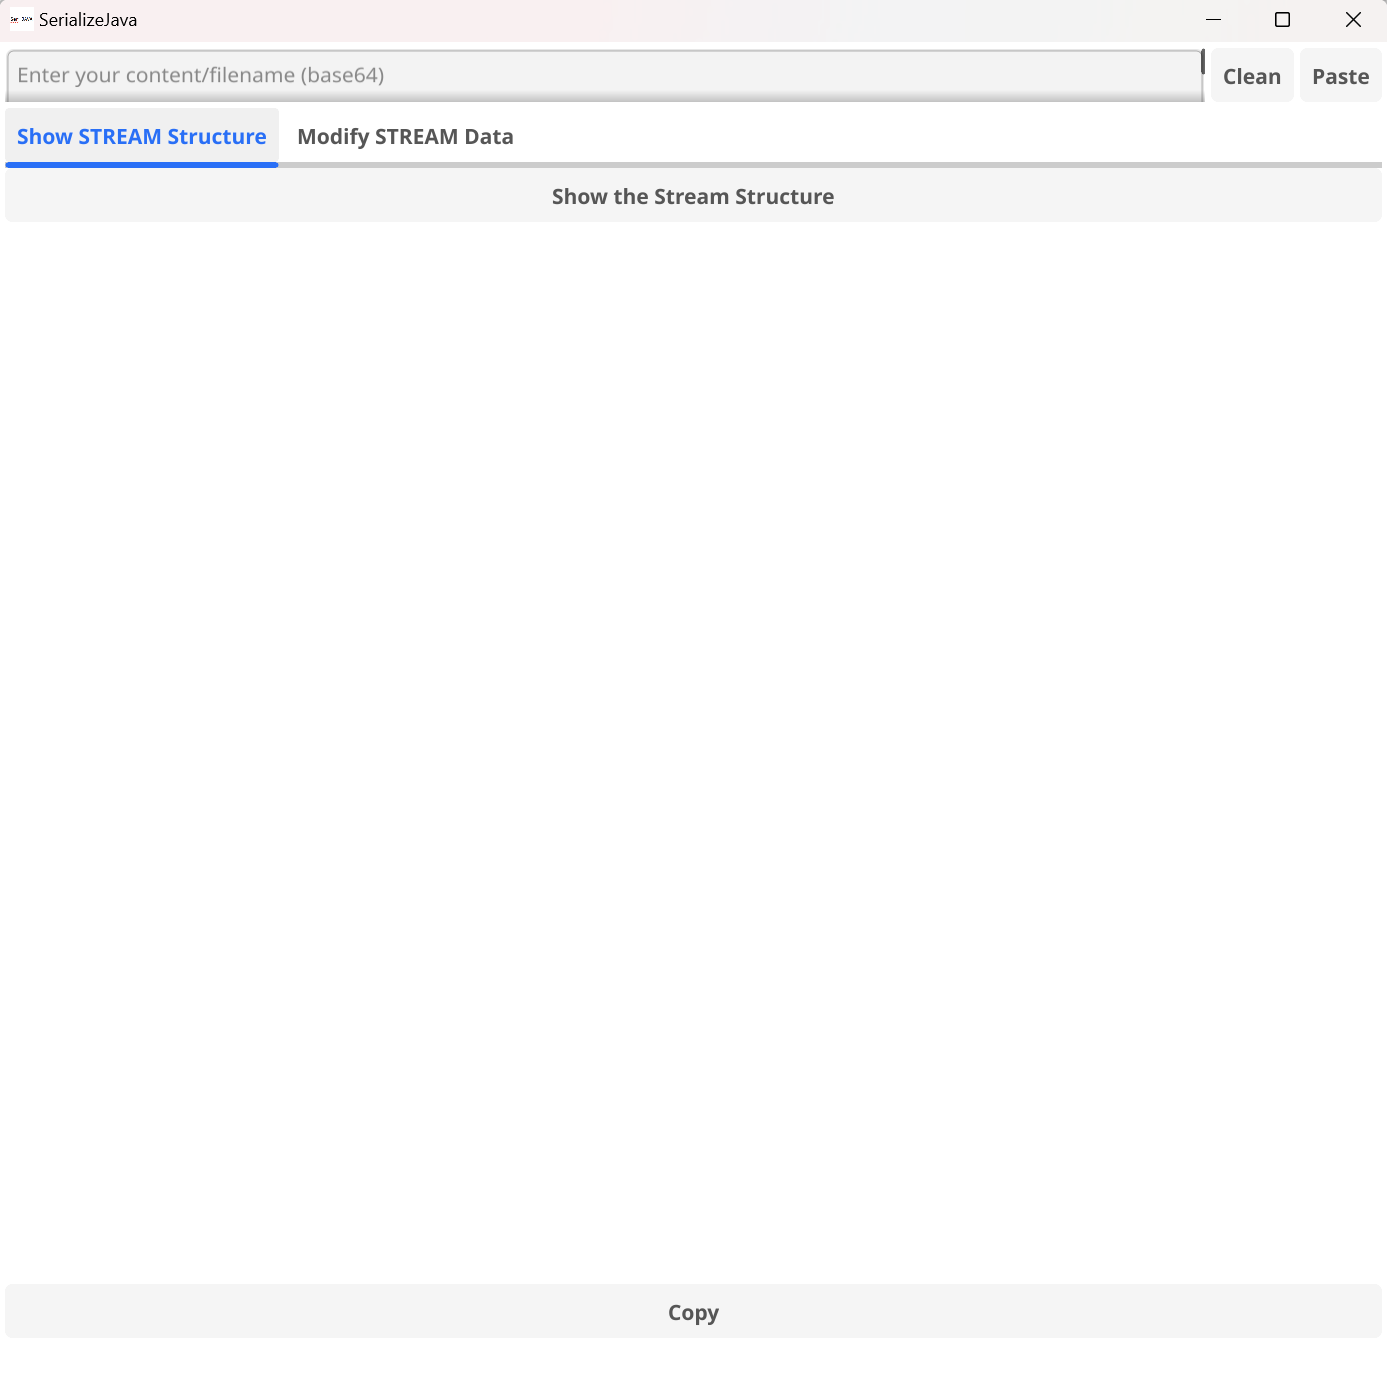 SerializeJava
Enter your content/filename (base64)
Clean
Paste
Show STREAM Structure
Modify STREAM Data
Show the Stream Structure
Copy